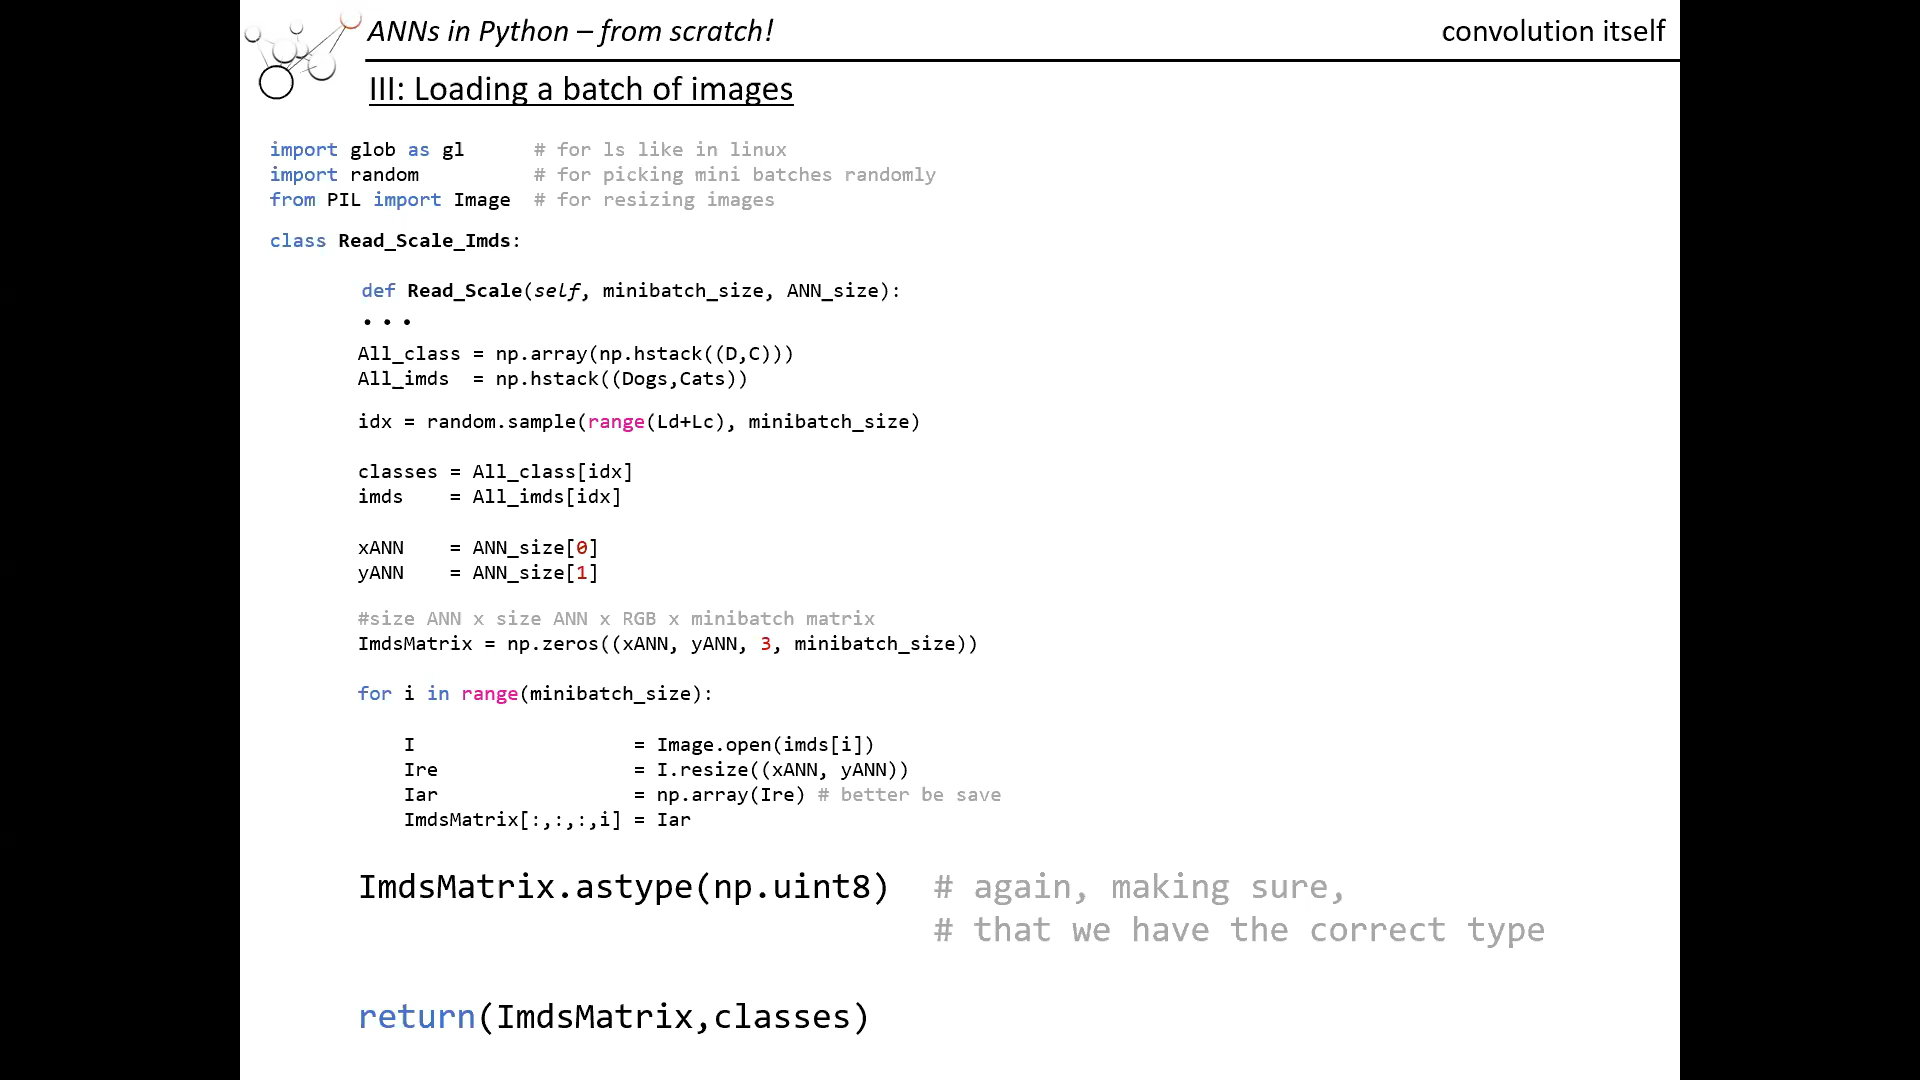 ANNs in Python – from scratch!
convolution itself
III: Loading a batch of images
import glob as gl      # for ls like in linux
import random          # for picking mini batches randomly
from PIL import Image  # for resizing images
class Read_Scale_Imds:
def Read_Scale(self, minibatch_size, ANN_size):
...
All_class = np.array(np.hstack((D,C)))
All_imds  = np.hstack((Dogs,Cats))
idx = random.sample(range(Ld+Lc), minibatch_size)
classes = All_class[idx]
imds    = All_imds[idx]
xANN    = ANN_size[0]
yANN    = ANN_size[1]
#size ANN x size ANN x RGB x minibatch matrix
ImdsMatrix = np.zeros((xANN, yANN, 3, minibatch_size))
for i in range(minibatch_size):
I                   = Image.open(imds[i])
Ire                 = I.resize((xANN, yANN))
Iar                 = np.array(Ire) # better be save
ImdsMatrix[:,:,:,i] = Iar
ImdsMatrix.astype(np.uint8)  # again, making sure,
# that we have the correct type
return(ImdsMatrix,classes)